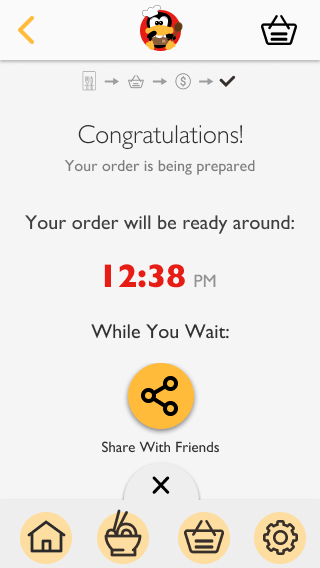 Congratulations!
Your order is being prepared
Your order will be ready around:
12:38 PM
While You Wait:
Share With Friends